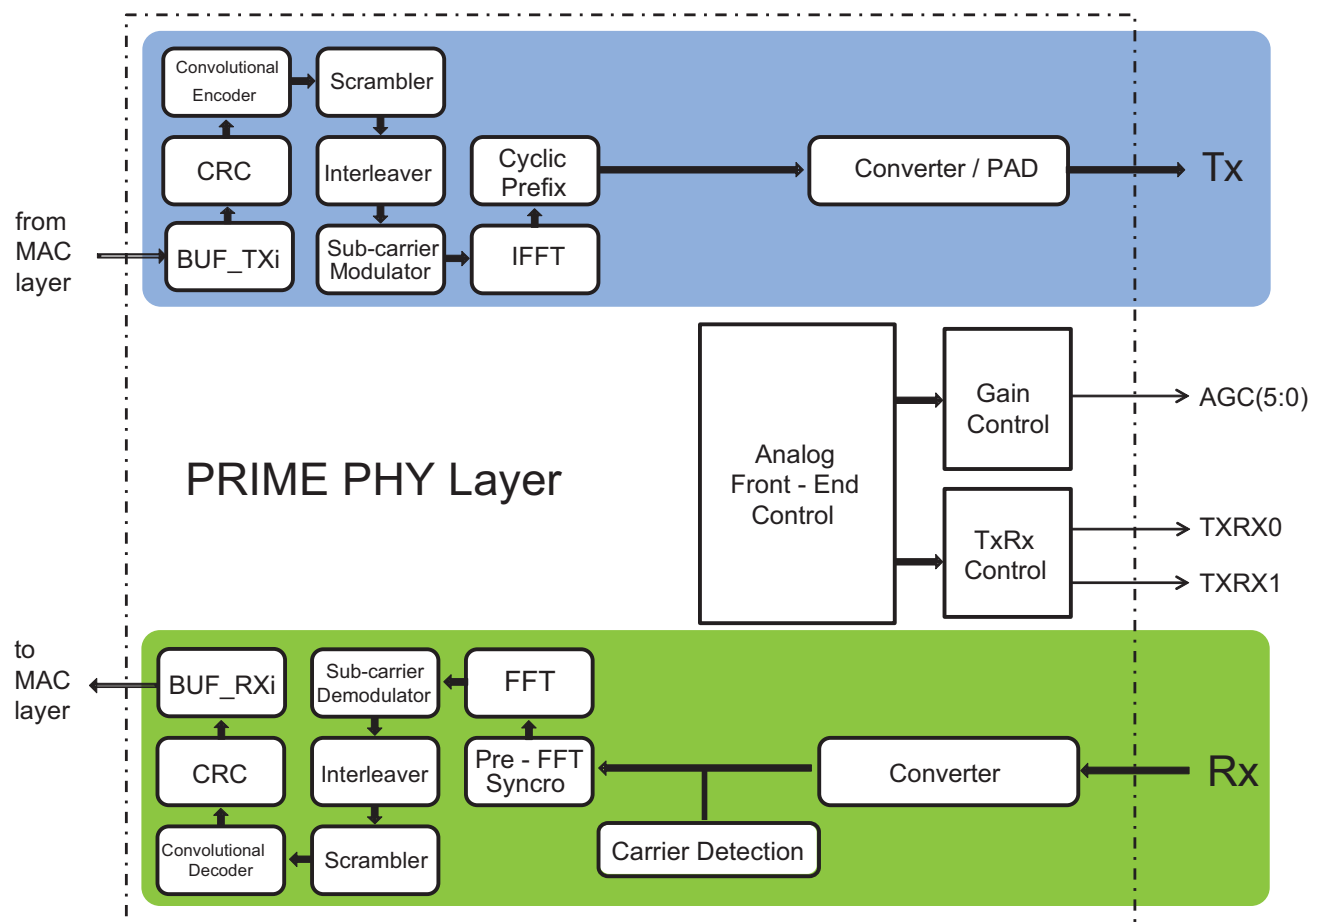 Convolutional
Encoder
Scrambler
CRC
Interleaver
Cyclic
Prefix
Converter / PAD
Tx
from
MAC
layer
BUF_TXi
Sub-carrier
Modulator
IFFT
PRIME PHY Layer
Analog
Front - End
Control
Gain
Control
AGC(5:0)
TxRx
Control
TXRX0
TXRX1
to
MAC
layer
BUF_RXi
Sub-carrier
Demodulator
FFT
CRC
Interleaver
Pre - FFT
Syncro
Converter
Rx
Convolutional
Decoder
Scrambler
Carrier Detection